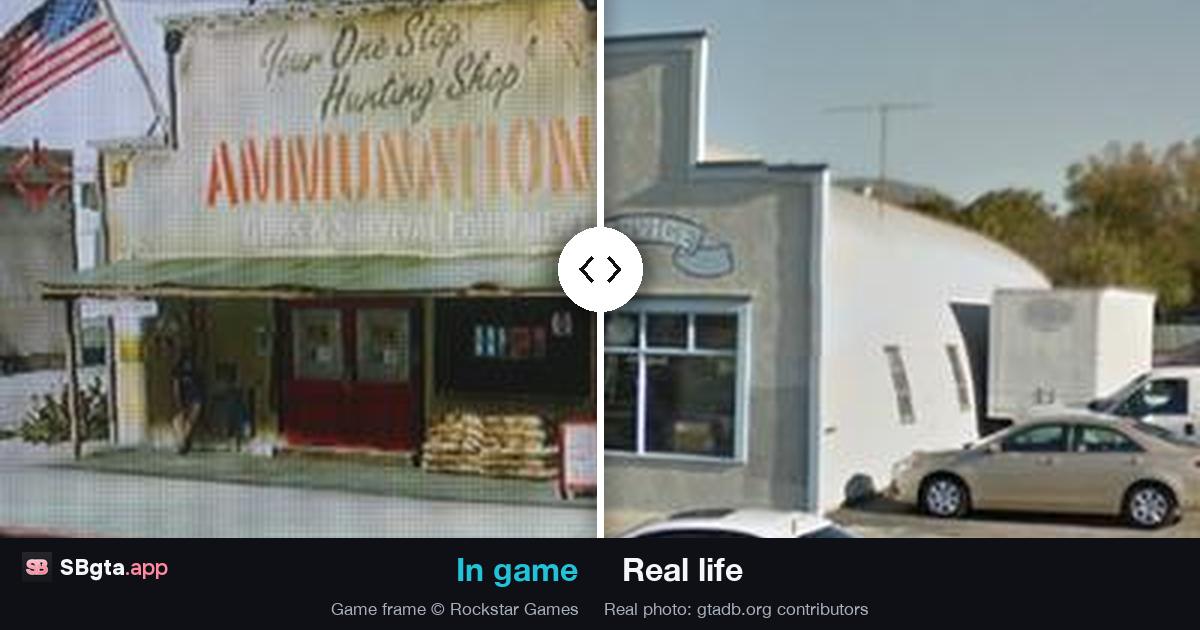 Your One Stop
Hunting Shop
AMMUNATION
SBgta.app
In game
Real life
Game frame © Rockstar Games
Real photo: gtadb.org contributors